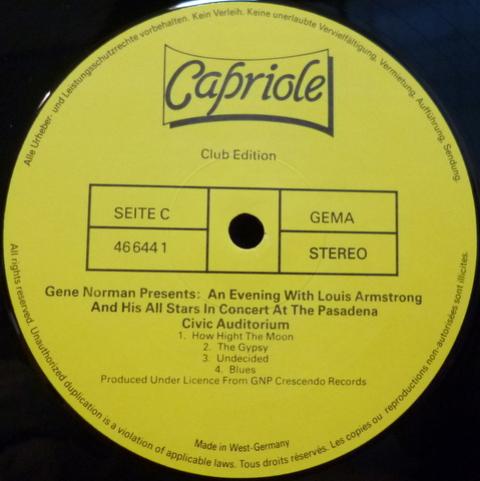 Alle Urheber- und Leistungsschutzrechte vorbehalten. Kein Verleih. Keine unerlaubte Vervielfältigung, Vermietung, Aufführung, Sendung.
Capriole
Club Edition
SEITE C
GEMA
46 644 1
STEREO
Gene Norman Presents: An Evening With Louis Armstrong
And His All Stars In Concert At The Pasadena
Civic Auditorium
1. How Hight The Moon
2. The Gypsy
3. Undecided
4. Blues
Produced Under Licence From GNP Crescendo Records
Made in West-Germany
All rights reserved. Unauthorized duplication is a violation of applicable laws. Tous droits réservés. Les copies ou reproductions non-autorisées sont illicites.